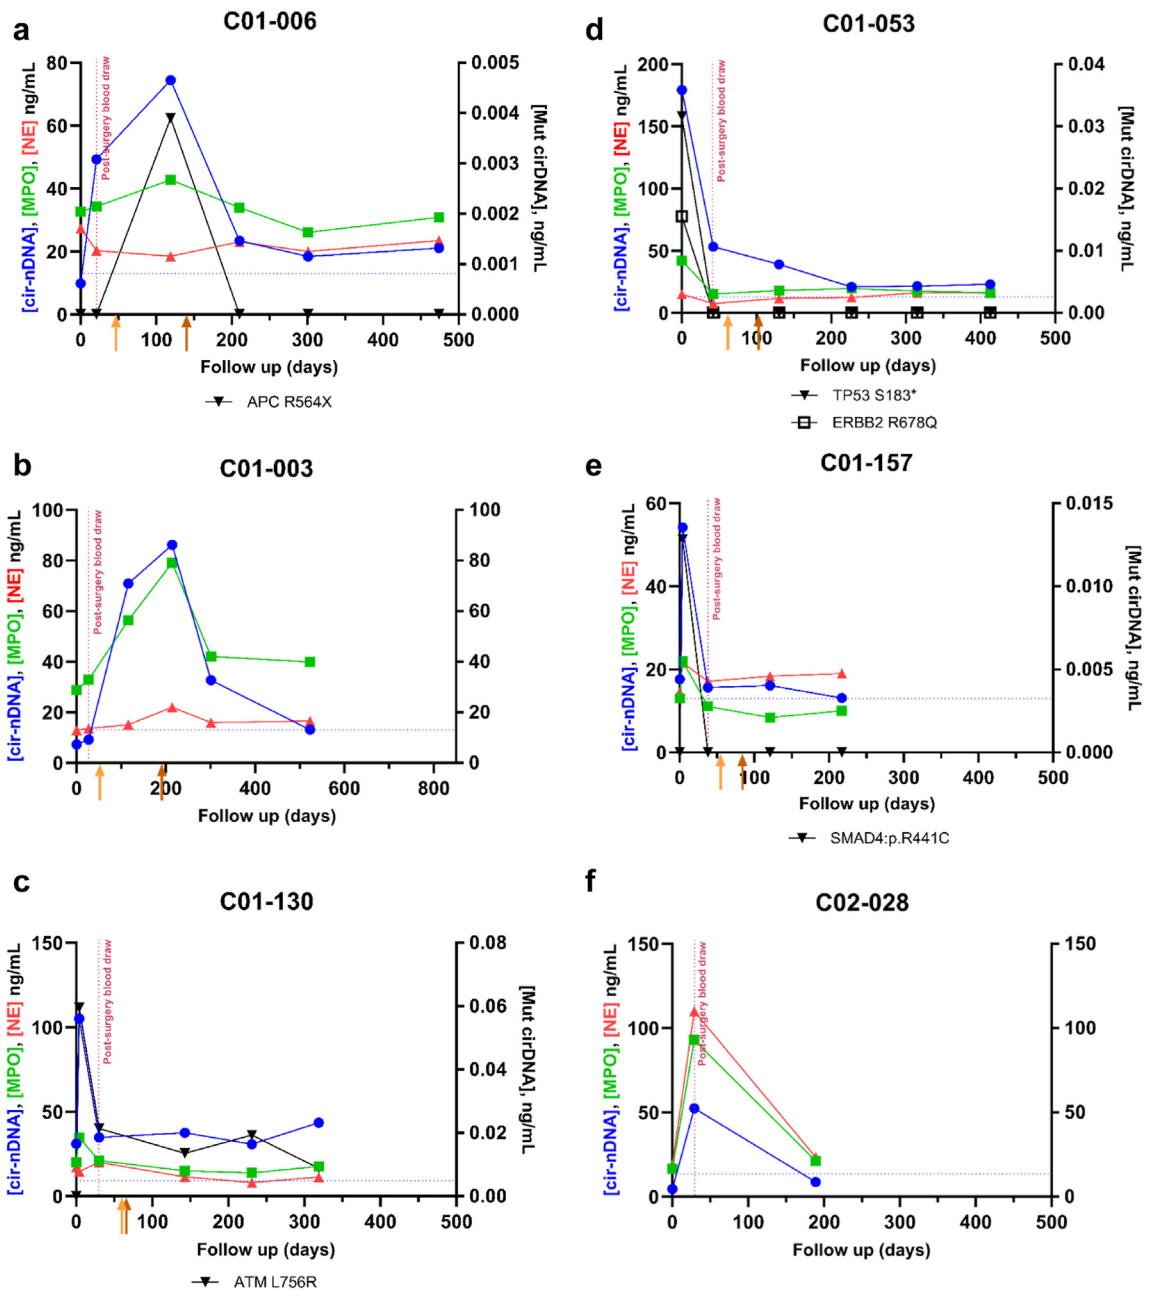 a
C01-006
[cir-nDNA], [MPO], [NE] ng/mL
80
60
40
20
0
Post-surgery blood draw
0.005
0.004
0.003
0.002
0.001
0.000
[Mut cirDNA], ng/mL
0 100 200 300 400 500
Follow up (days)
APC R564X
d
C01-053
[cir-nDNA], [MPO], [NE] ng/mL
200
150
100
50
0
Post-surgery blood draw
0.04
0.03
0.02
0.01
0.00
[Mut cirDNA], ng/mL
0 100 200 300 400 500
Follow up (days)
TP53 S183*
ERBB2 R678Q
b
C01-003
[cir-nDNA], [MPO], [NE] ng/mL
100
80
60
40
20
0
Post-surgery blood draw
100
80
60
40
20
0
0 200 400 600 800
Follow up (days)
e
C01-157
[cir-nDNA], [MPO], [NE] ng/mL
60
40
20
0
Post-surgery blood draw
0.015
0.010
0.005
0.000
[Mut cirDNA], ng/mL
0 100 200 300 400 500
Follow up (days)
SMAD4:p.R441C
c
C01-130
[cir-nDNA], [MPO], [NE] ng/mL
150
100
50
0
Post-surgery blood draw
0.08
0.06
0.04
0.02
0.00
[Mut cirDNA], ng/mL
0 100 200 300 400 500
Follow up (days)
ATM L756R
f
C02-028
[cir-nDNA], [MPO], [NE] ng/mL
150
100
50
0
Post-surgery blood draw
150
100
50
0
0 100 200 300 400 500
Follow up (days)